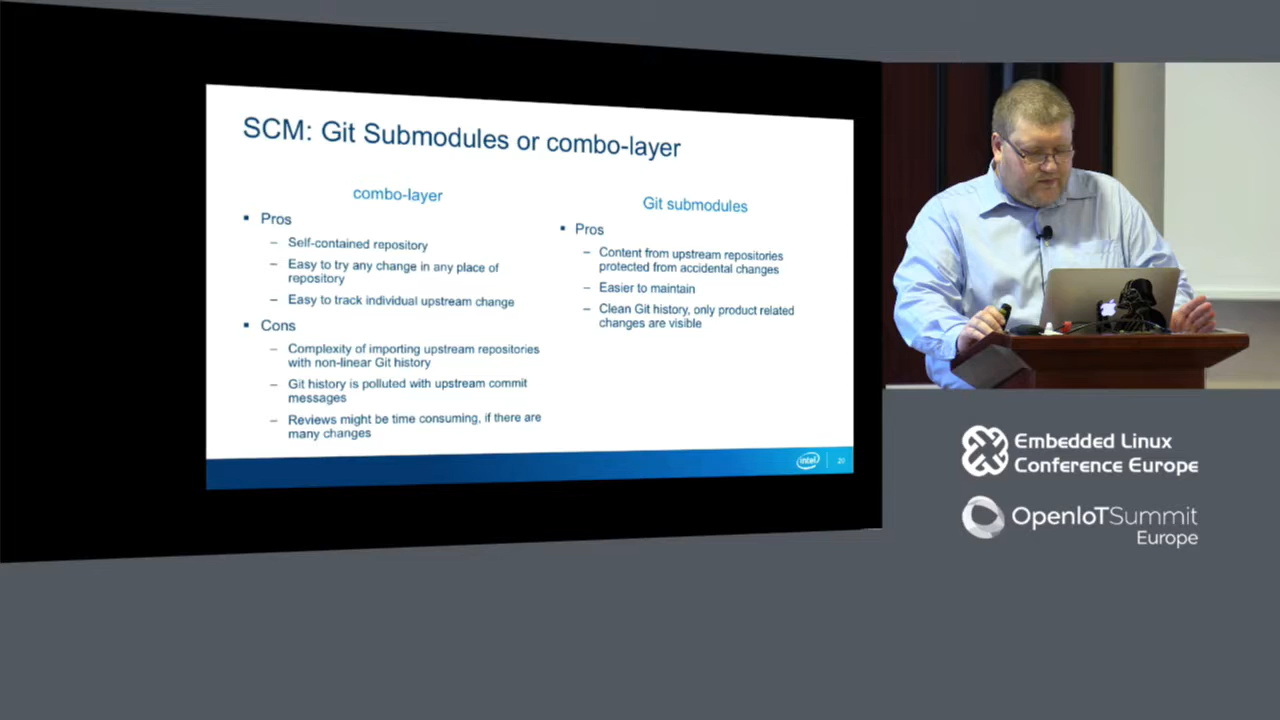 SCM: Git Submodules or combo-layer
combo-layer
Pros
Self-contained repository
Easy to try any change in any place of
repository
Easy to track individual upstream change
Cons
Complexity of importing upstream repositories
with non-linear Git history
Git history is polluted with upstream commit
messages
Reviews might be time consuming, if there are
many changes
Git submodules
Pros
Content from upstream repositories
protected from accidental changes
Easier to maintain
Clean Git history, only product related
changes are visible
intel
20
Embedded Linux
Conference Europe
OpenIoTSummit
Europe